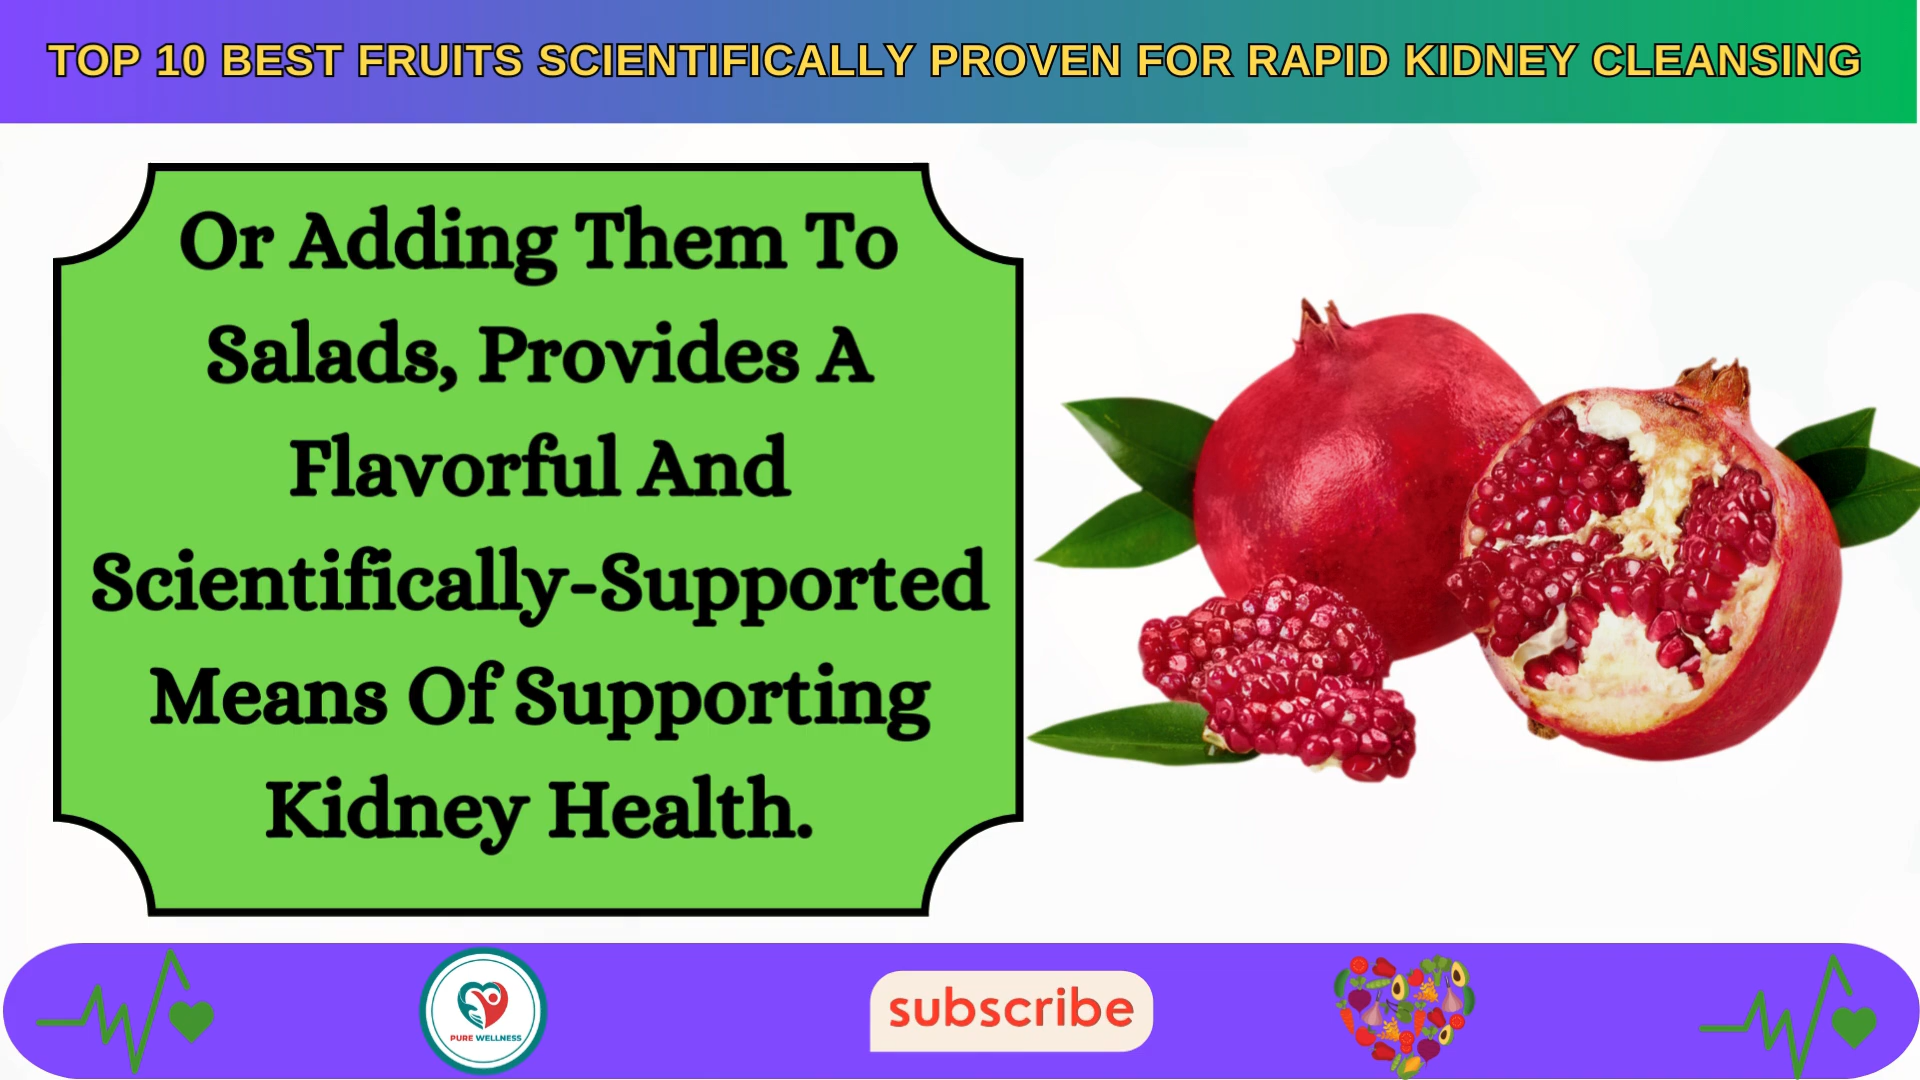 TOP 10 BEST FRUITS SCIENTIFICALLY PROVEN FOR RAPID KIDNEY CLEANSING
Or Adding Them To
Salads, Provides A
Flavorful And
Scientifically-Supported
Means Of Supporting
Kidney Health.
PURE WELLNESS
subscribe